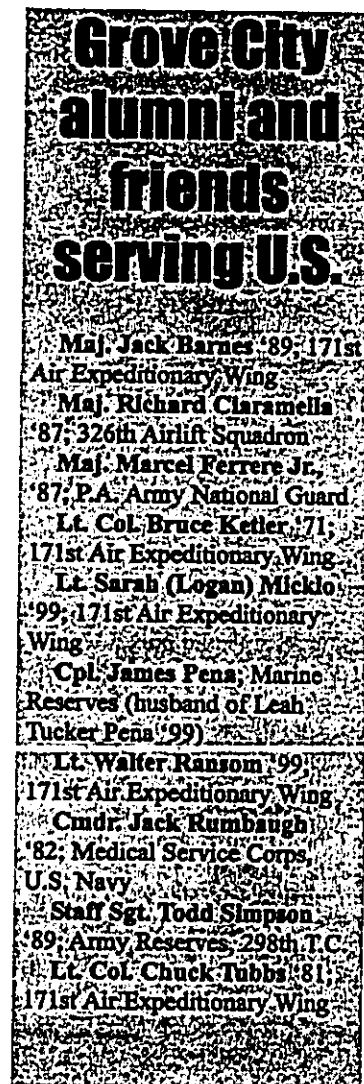 Grove City
alumni and
friends
serving U.S.
Maj. Jack Barnes '89; 171st
Air Expeditionary Wing
Maj. Richard Ciaramella
'87; 326th Airlift Squadron
Maj. Marcel Ferrere Jr.,
'87; P.A. Army National Guard
Lt. Col. Bruce Ketler, '71;
171st Air Expeditionary Wing
Lt. Sarah (Logan) Micklo
'99; 171st Air Expeditionary
Wing
Cpl. James Pena; Marine
Reserves (husband of Leah
Tucker Pena '99)
Lt. Walter Ransom '99;
171st Air Expeditionary Wing
Cmdr. Jack Rumbaugh
'82; Medical Service Corps,
U.S. Navy
Staff Sgt. Todd Simpson
'89; Army Reserves, 298th T.C.
Lt. Col. Chuck Tubbs '81;
171st Air Expeditionary Wing